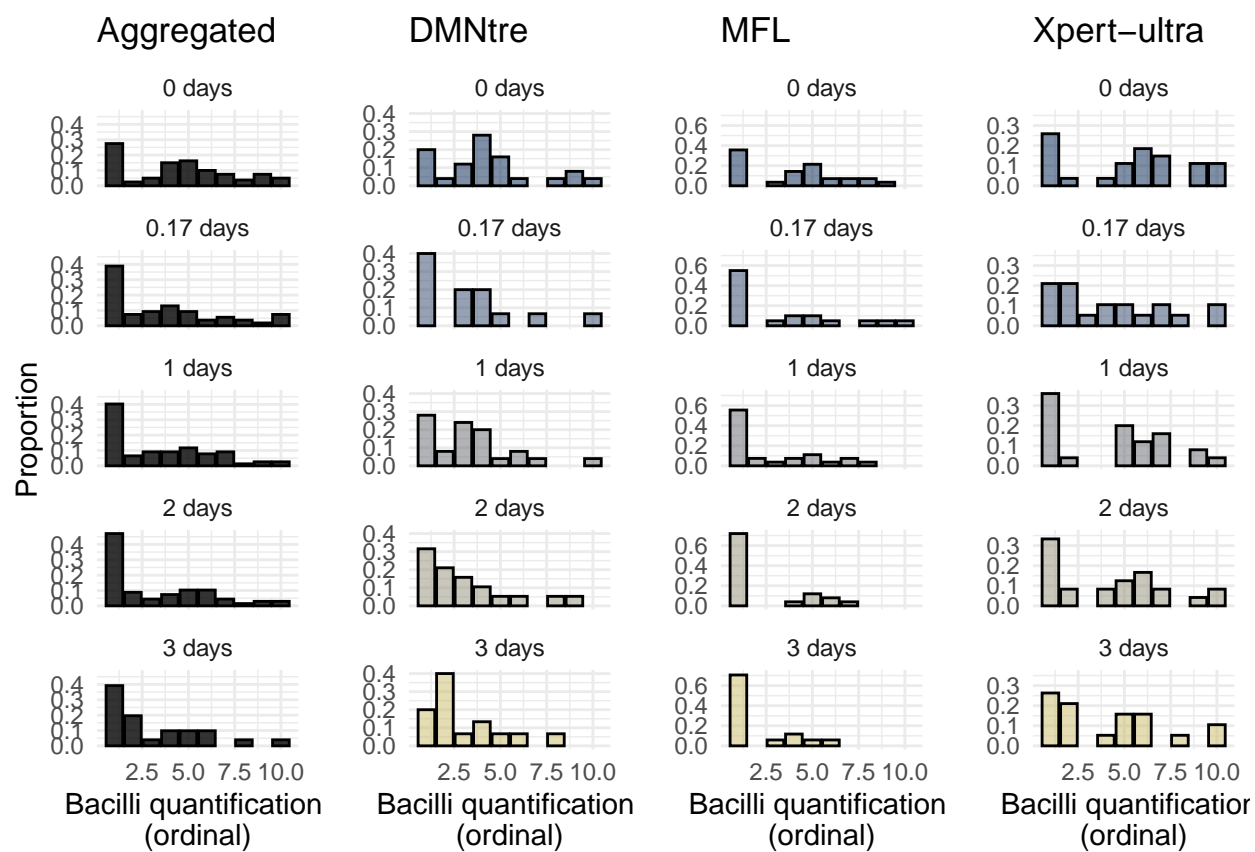 Aggregated DMNtre MFL Xpert−ultra
0 days 0 days 0 days 0 days
0.4 0.3 0.2 0.1 0.0 0.4 0.3 0.2 0.1 0.0 0.6 0.4 0.2 0.0 0.3 0.2 0.1 0.0
0.17 days 0.17 days 0.17 days 0.17 days
0.4 0.3 0.2 0.1 0.0 0.4 0.3 0.2 0.1 0.0 0.6 0.4 0.2 0.0 0.3 0.2 0.1 0.0
Proportion
1 days 1 days 1 days 1 days
0.4 0.3 0.2 0.1 0.0 0.4 0.3 0.2 0.1 0.0 0.6 0.4 0.2 0.0 0.3 0.2 0.1 0.0
2 days 2 days 2 days 2 days
0.4 0.3 0.2 0.1 0.0 0.4 0.3 0.2 0.1 0.0 0.6 0.4 0.2 0.0 0.3 0.2 0.1 0.0
3 days 3 days 3 days 3 days
0.4 0.3 0.2 0.1 0.0 0.4 0.3 0.2 0.1 0.0 0.6 0.4 0.2 0.0 0.3 0.2 0.1 0.0
2.5 5.0 7.5 10.0 2.5 5.0 7.5 10.0 2.5 5.0 7.5 10.0 2.5 5.0 7.5 10.0
Bacilli quantification Bacilli quantification Bacilli quantification Bacilli quantification
(ordinal) (ordinal) (ordinal) (ordinal)